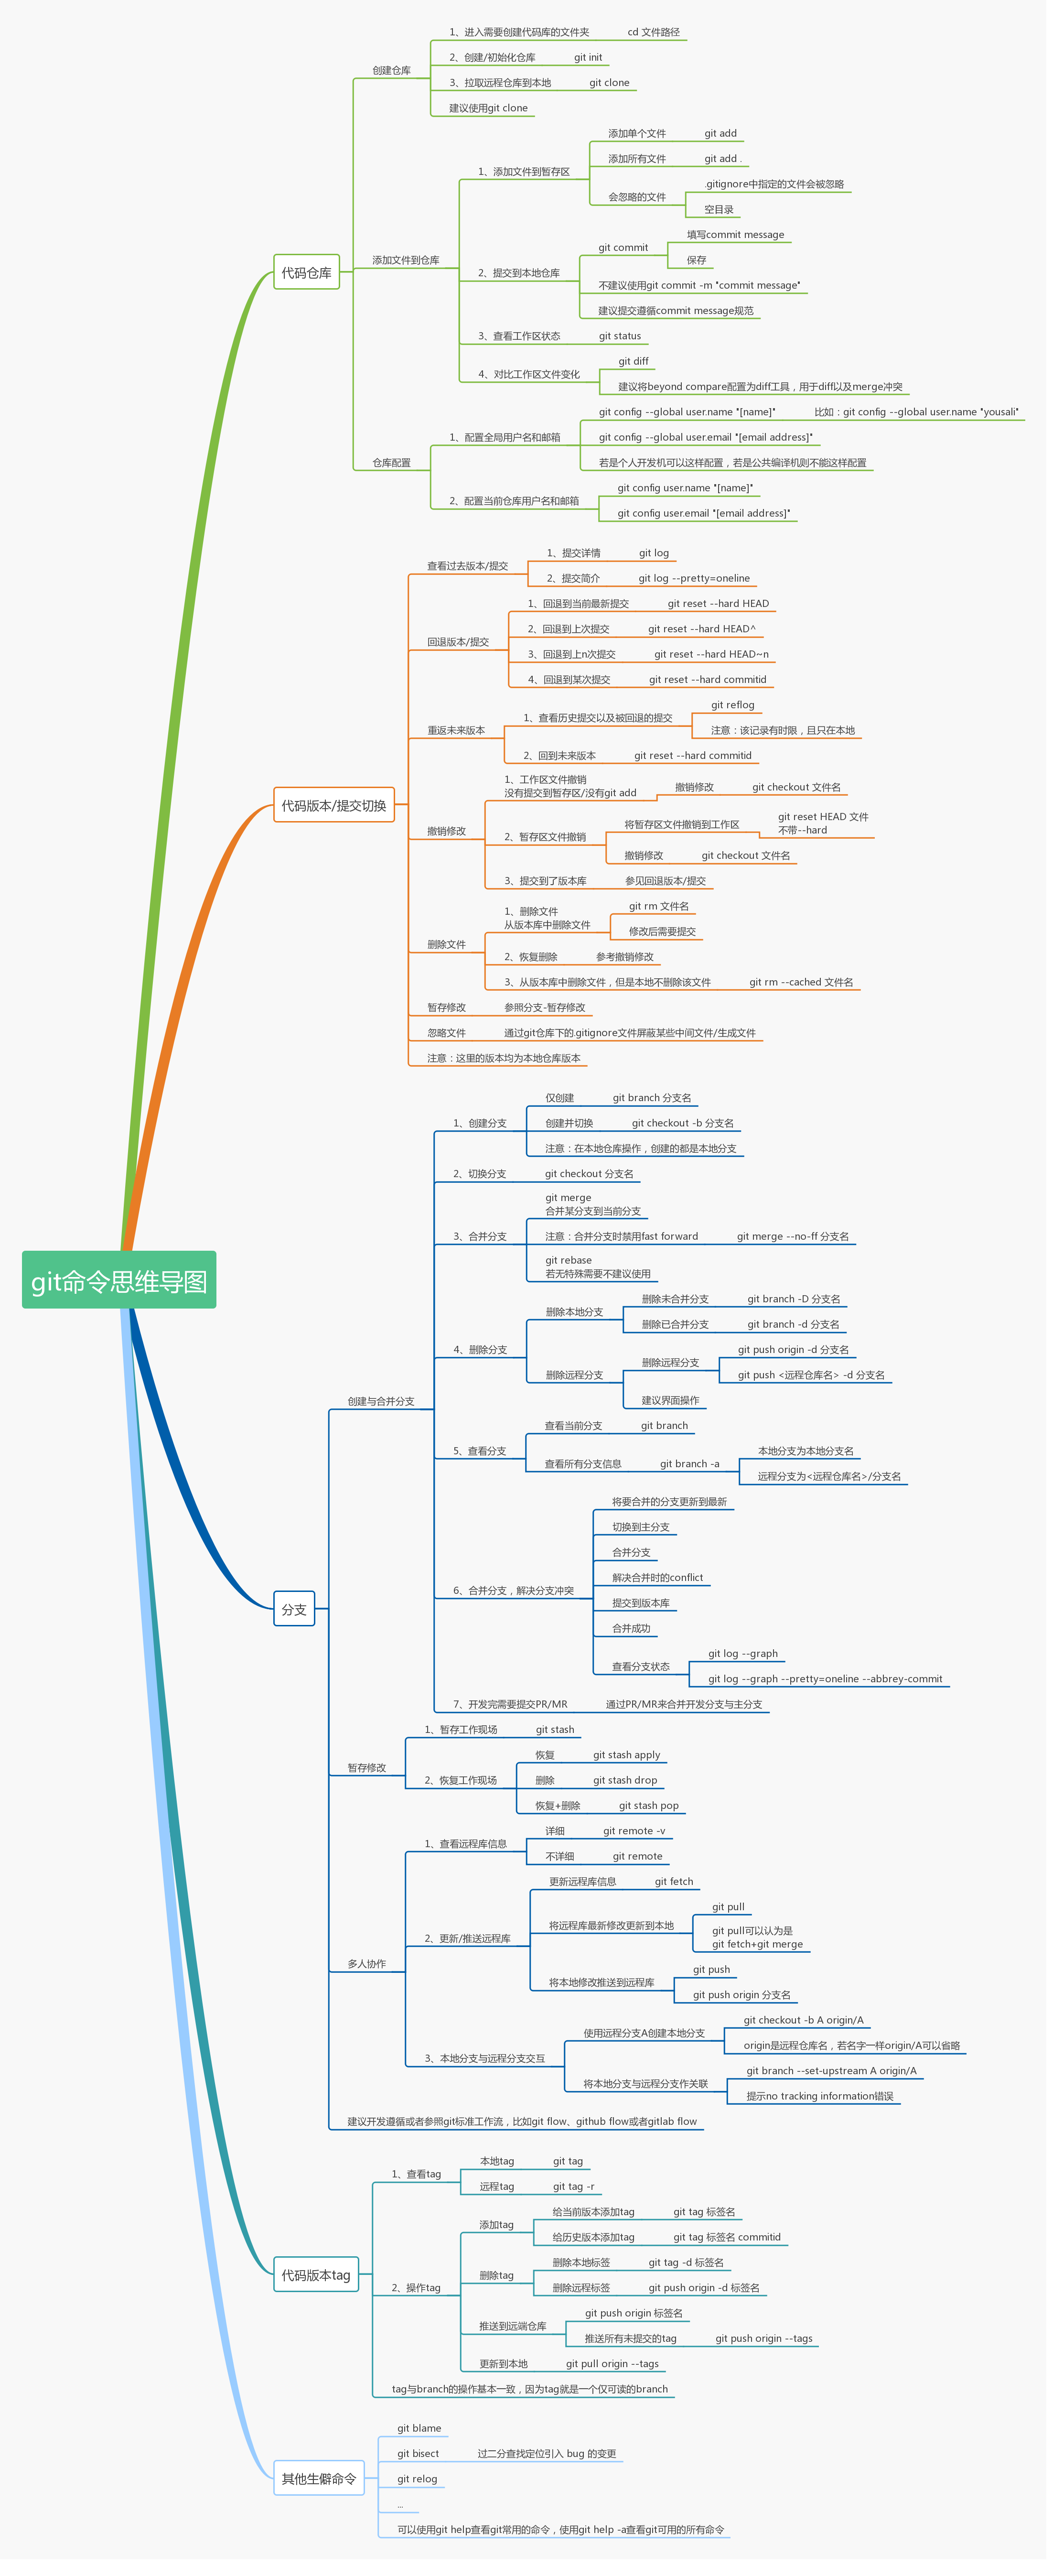 git命令思维导图
代码仓库
创建仓库
1、进入需要创建代码库的文件夹
cd 文件路径
2、创建/初始化仓库
git init
3、拉取远程仓库到本地
git clone
建议使用git clone
添加文件到仓库
1、添加文件到暂存区
添加单个文件
git add
添加所有文件
git add .
会忽略的文件
.gitignore中指定的文件会被忽略
空目录
2、提交到本地仓库
git commit
填写commit message
保存
不建议使用git commit -m "commit message"
建议提交遵循commit message规范
3、查看工作区状态
git status
4、对比工作区文件变化
git diff
建议将beyond compare配置为diff工具，用于diff以及merge冲突
仓库配置
1、配置全局用户名和邮箱
git config --global user.name "[name]"
比如：git config --global user.name "yousali"
git config --global user.email "[email address]"
若是个人开发机可以这样配置，若是公共编译机则不能这样配置
2、配置当前仓库用户名和邮箱
git config user.name "[name]"
git config user.email "[email address]"
代码版本/提交切换
查看过去版本/提交
1、提交详情
git log
2、提交简介
git log --pretty=oneline
回退版本/提交
1、回退到当前最新提交
git reset --hard HEAD
2、回退到上次提交
git reset --hard HEAD^
3、回退到上n次提交
git reset --hard HEAD~n
4、回退到某次提交
git reset --hard commitid
重返未来版本
1、查看历史提交以及被回退的提交
git reflog
注意：该记录有时限，且只在本地
2、回到未来版本
git reset --hard commitid
撤销修改
1、工作区文件撤销
没有提交到暂存区/没有git add
撤销修改
git checkout 文件名
2、暂存区文件撤销
将暂存区文件撤销到工作区
git reset HEAD 文件
不带--hard
撤销修改
git checkout 文件名
3、提交到了版本库
参见回退版本/提交
删除文件
1、删除文件
从版本库中删除文件
git rm 文件名
修改后需要提交
2、恢复删除
参考撤销修改
3、从版本库中删除文件，但是本地不删除该文件
git rm --cached 文件名
暂存修改
参照分支-暂存修改
忽略文件
通过git仓库下的.gitignore文件屏蔽某些中间文件/生成文件
注意：这里的版本均为本地仓库版本
分支
创建与合并分支
1、创建分支
仅创建
git branch 分支名
创建并切换
git checkout -b 分支名
注意：在本地仓库操作，创建的都是本地分支
2、切换分支
git checkout 分支名
3、合并分支
git merge
合并某分支到当前分支
注意：合并分支时禁用fast forward
git merge --no-ff 分支名
git rebase
若无特殊需要不建议使用
4、删除分支
删除本地分支
删除未合并分支
git branch -D 分支名
删除已合并分支
git branch -d 分支名
删除远程分支
删除远程分支
git push origin -d 分支名
git push <远程仓库名> -d 分支名
建议界面操作
5、查看分支
查看当前分支
git branch
查看所有分支信息
git branch -a
本地分支为本地分支名
远程分支为<远程仓库名>/分支名
6、合并分支，解决分支冲突
将要合并的分支更新到最新
切换到主分支
合并分支
解决合并时的conflict
提交到版本库
合并成功
查看分支状态
git log --graph
git log --graph --pretty=oneline --abbrey-commit
7、开发完需要提交PR/MR
通过PR/MR来合并开发分支与主分支
暂存修改
1、暂存工作现场
git stash
2、恢复工作现场
恢复
git stash apply
删除
git stash drop
恢复+删除
git stash pop
多人协作
1、查看远程库信息
详细
git remote -v
不详细
git remote
2、更新/推送远程库
更新远程库信息
git fetch
将远程库最新修改更新到本地
git pull
git pull可以认为是
git fetch+git merge
将本地修改推送到远程库
git push
git push origin 分支名
3、本地分支与远程分支交互
使用远程分支A创建本地分支
git checkout -b A origin/A
origin是远程仓库名，若名字一样origin/A可以省略
将本地分支与远程分支作关联
git branch --set-upstream A origin/A
提示no tracking information错误
建议开发遵循或者参照git标准工作流，比如git flow、github flow或者gitlab flow
代码版本tag
1、查看tag
本地tag
git tag
远程tag
git tag -r
2、操作tag
添加tag
给当前版本添加tag
git tag 标签名
给历史版本添加tag
git tag 标签名 commitid
删除tag
删除本地标签
git tag -d 标签名
删除远程标签
git push origin -d 标签名
推送到远端仓库
git push origin 标签名
推送所有未提交的tag
git push origin --tags
更新到本地
git pull origin --tags
tag与branch的操作基本一致，因为tag就是一个仅可读的branch
其他生僻命令
git blame
git bisect
过二分查找定位引入 bug 的变更
git relog
...
可以使用git help查看git常用的命令，使用git help -a查看git可用的所有命令